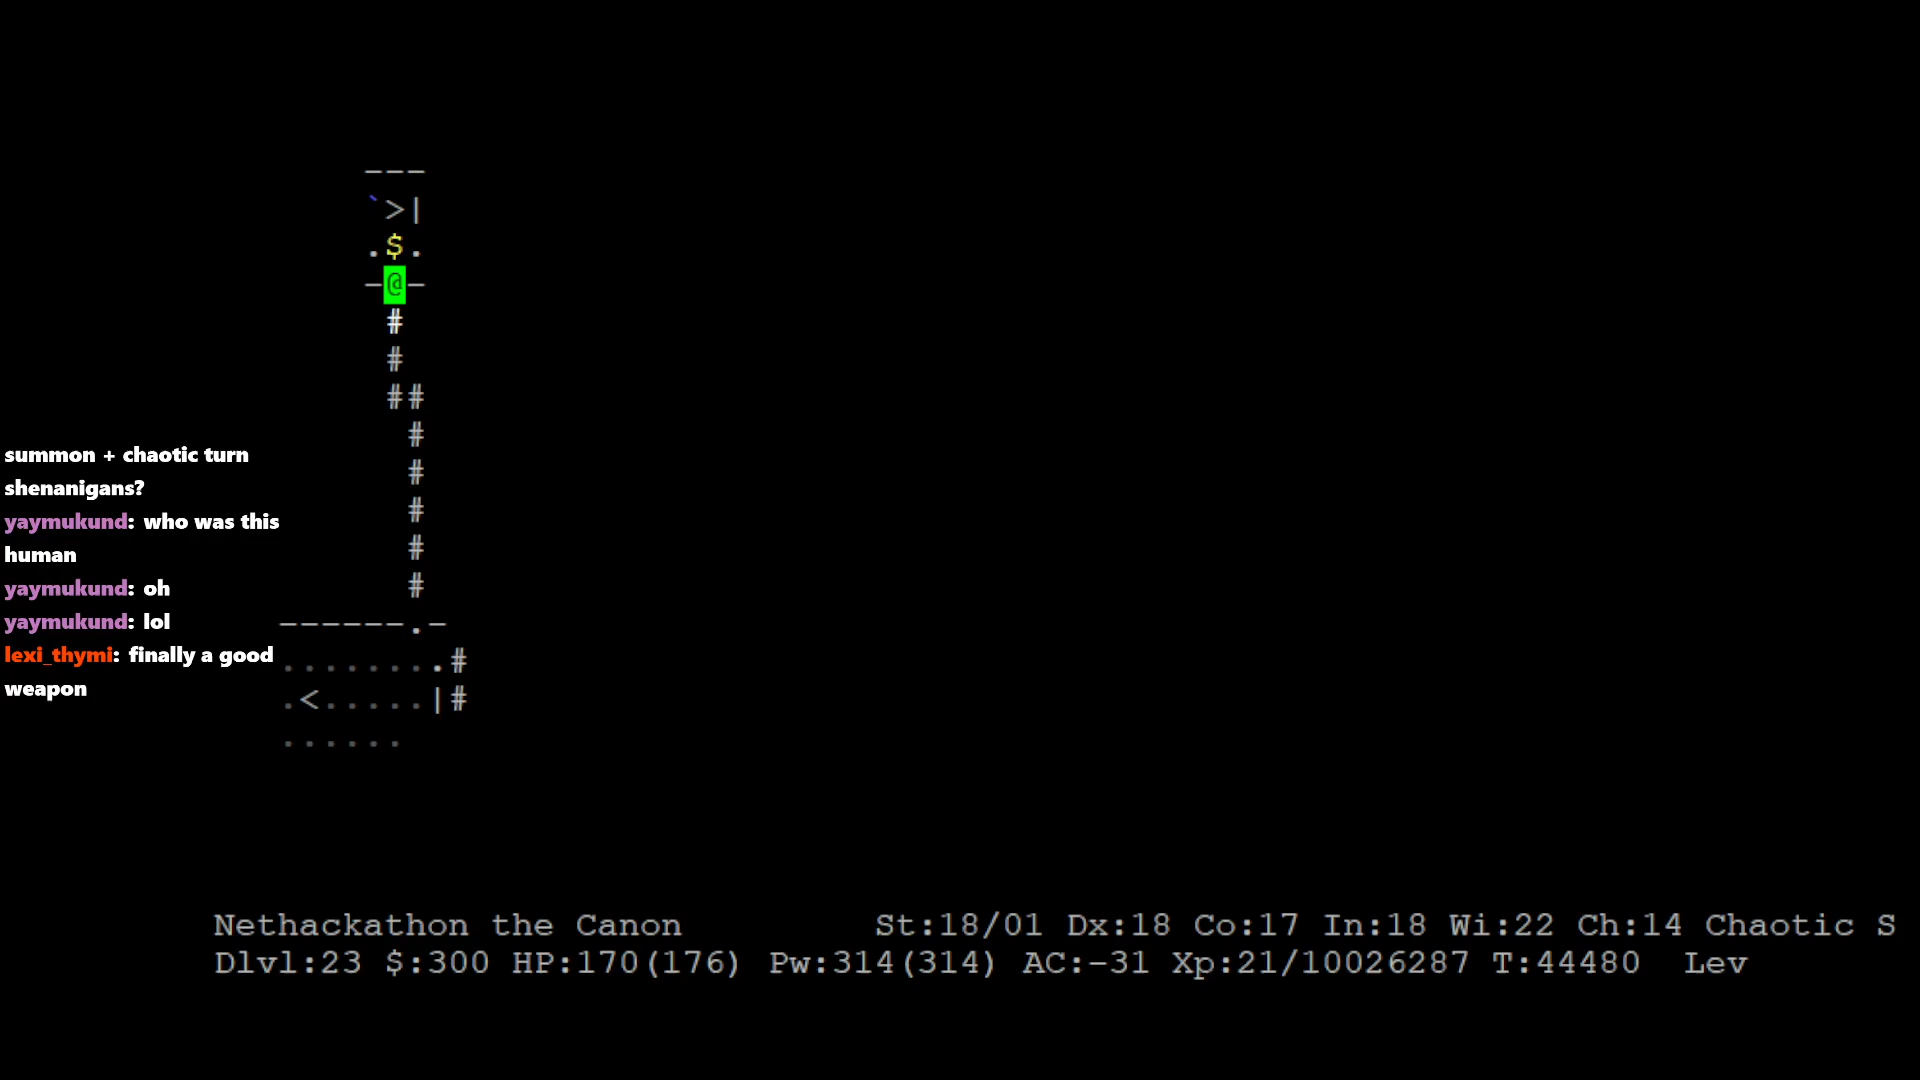 ---
`>|
.$.
-@-
#
#
##
#
#
#
#
#
summon + chaotic turn
shenanigans?
yaymukund: who was this
human
yaymukund: oh
yaymukund: lol
lexi_thymi: finally a good
weapon
------.-
........#
.<.....|#
......
Nethackathon the Canon St:18/01 Dx:18 Co:17 In:18 Wi:22 Ch:14 Chaotic S
Dlvl:23 $:300 HP:170(176) Pw:314(314) AC:-31 Xp:21/10026287 T:44480 Lev